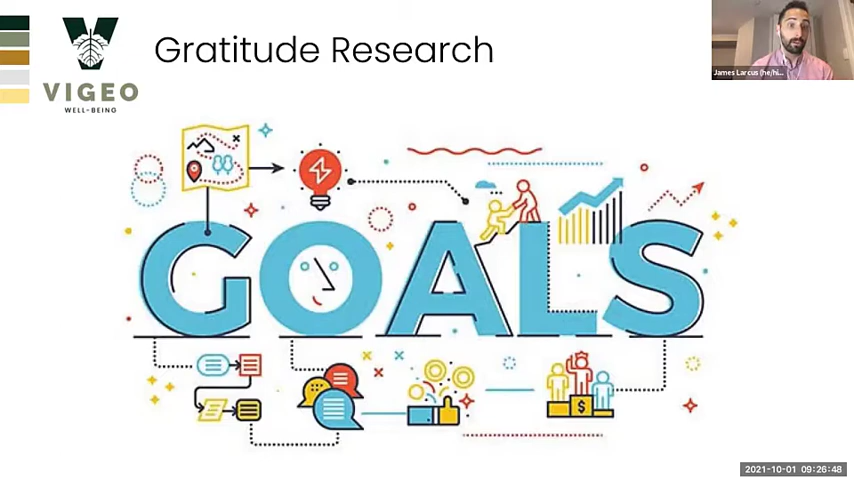 Gratitude Research
VIGEO
WELL-BEING
James Larcus (he/hi...
GOALS
$
2021-10-01 09:26:48